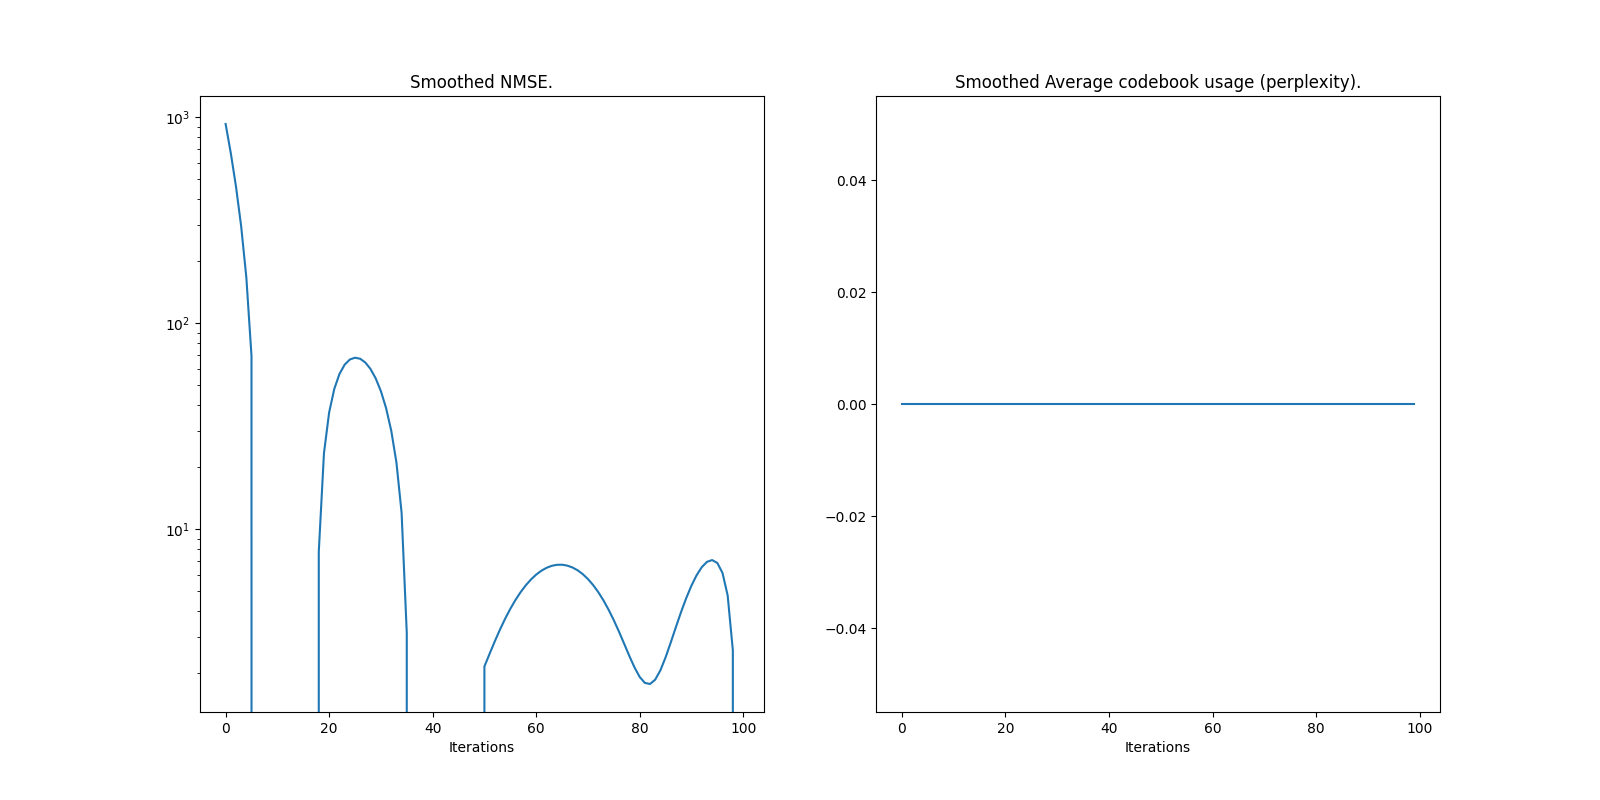 Smoothed NMSE.
10³
10²
10¹
0 20 40 60 80 100
Iterations
Smoothed Average codebook usage (perplexity).
0.04
0.02
0.00
−0.02
−0.04
0 20 40 60 80 100
Iterations